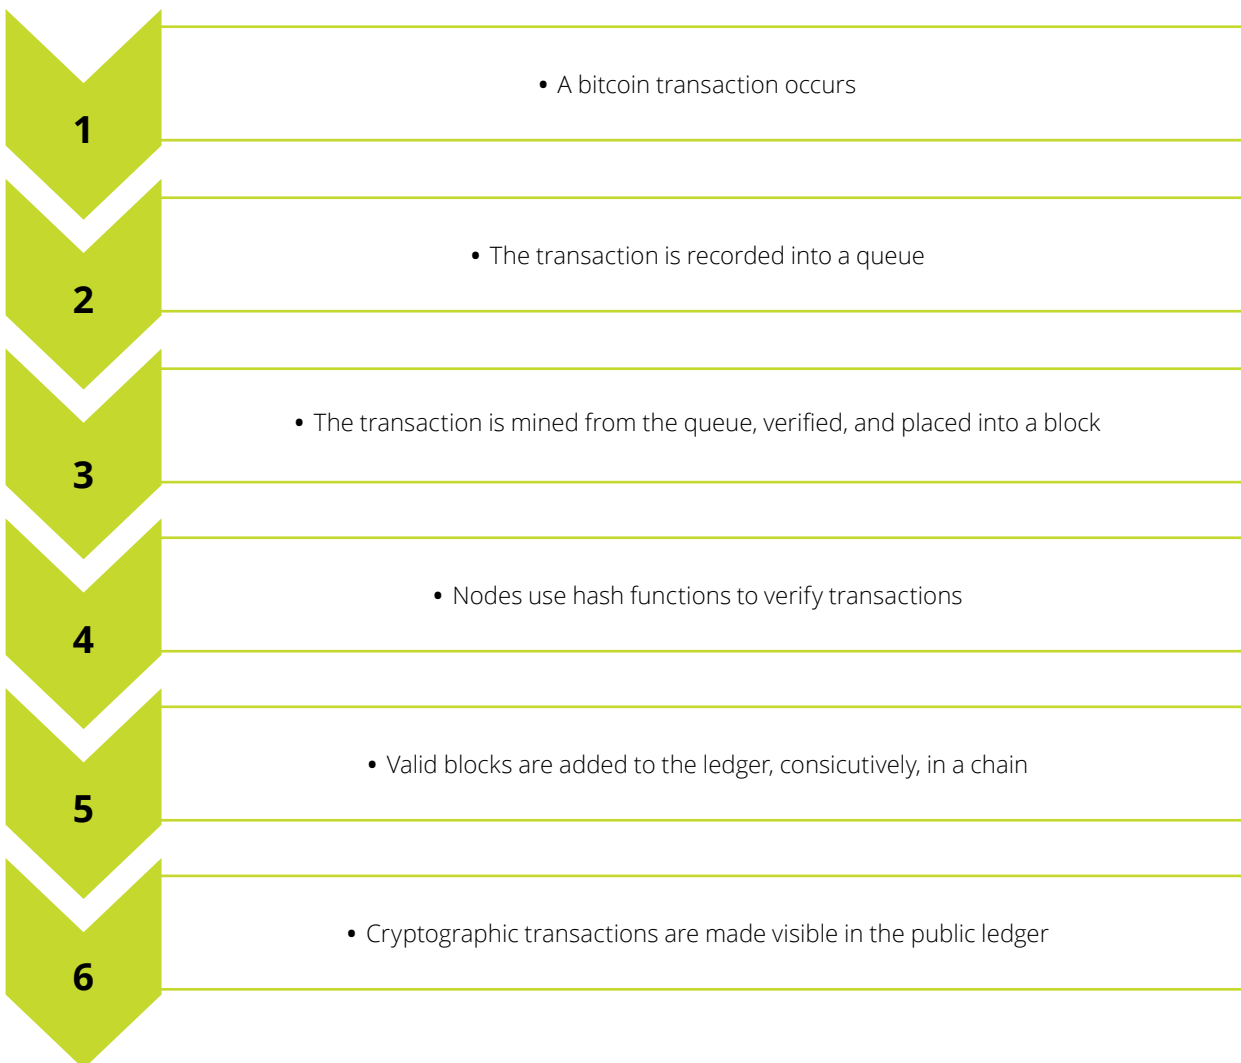 1
• A bitcoin transaction occurs
2
• The transaction is recorded into a queue
3
• The transaction is mined from the queue, verified, and placed into a block
4
• Nodes use hash functions to verify transactions
5
• Valid blocks are added to the ledger, consicutively, in a chain
6
• Cryptographic transactions are made visible in the public ledger